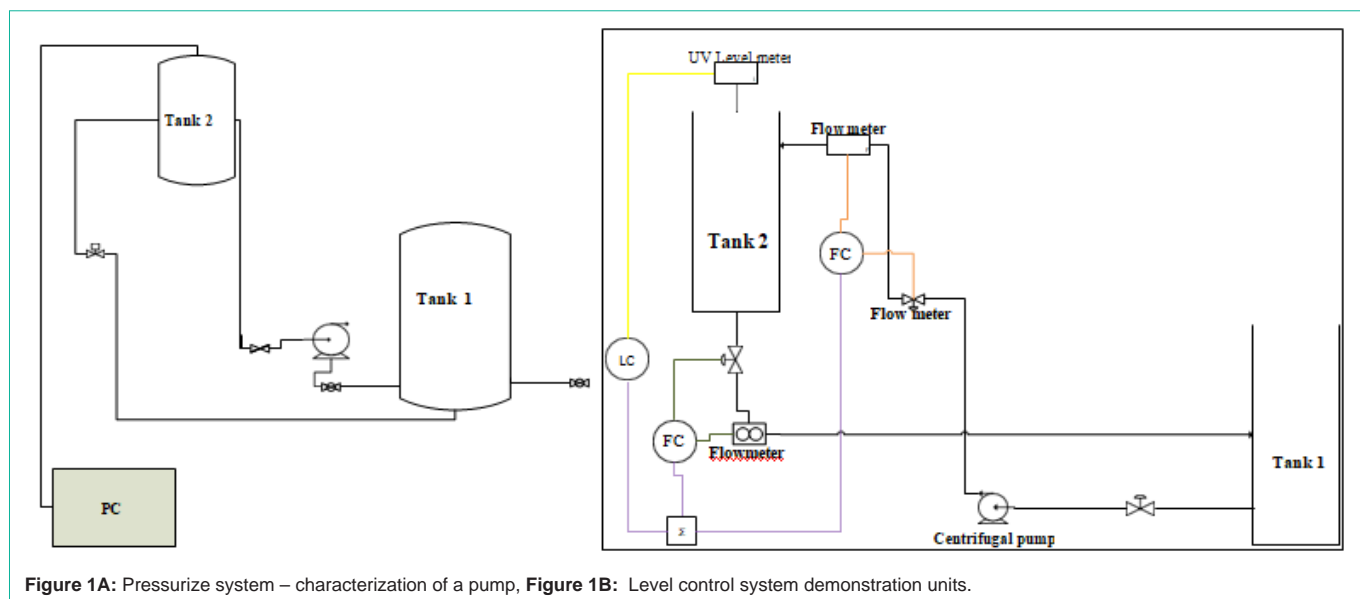 Tank 2
Tank 1
PC
UV Level meter
Flow meter
Tank 2
FC
Flow meter
LC
FC
Flowmeter
Σ
Tank 1
Centrifugal pump
Figure 1A: Pressurize system – characterization of a pump, Figure 1B: Level control system demonstration units.